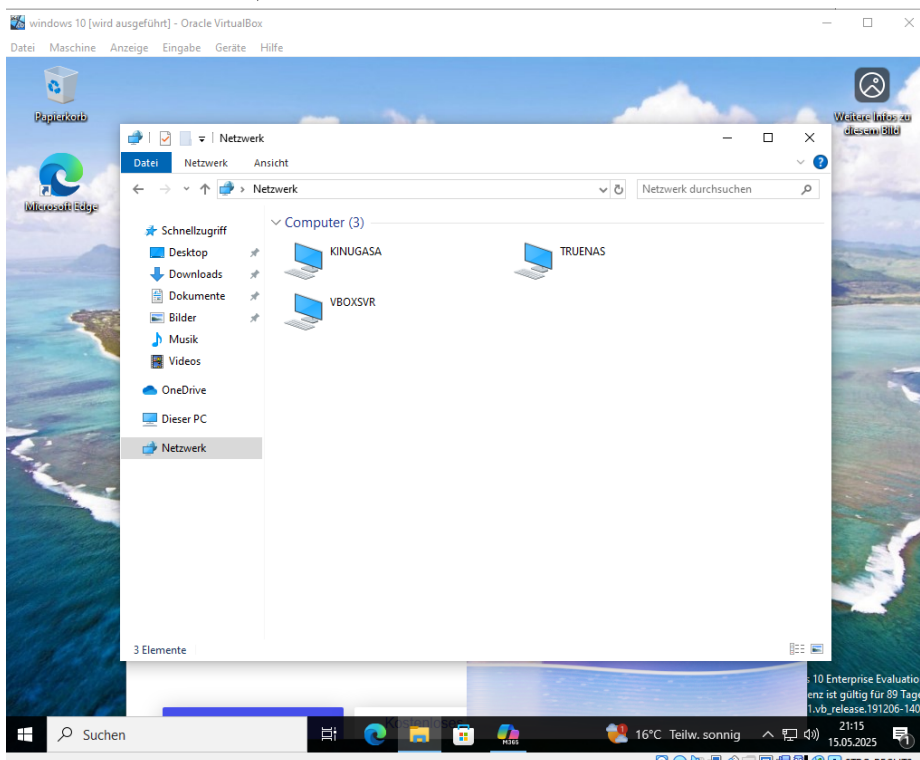 windows 10 [wird ausgeführt] - Oracle VirtualBox
Datei Maschine Anzeige Eingabe Geräte Hilfe
Papierkorb
Weitere Infos zu
diesem Bild
Microsoft Edge
Netzwerk
Datei Netzwerk Ansicht
Netzwerk
Netzwerk durchsuchen
Schnellzugriff
Desktop
Downloads
Dokumente
Bilder
Musik
Videos
OneDrive
Dieser PC
Netzwerk
Computer (3)
KINUGASA
TRUENAS
VBOXSVR
3 Elemente
10 Enterprise Evaluatio
enz ist gültig für 89 Tage
1.vb_release.191206-140
Suchen
M365
16°C Teilw. sonnig
21:15
15.05.2025
1